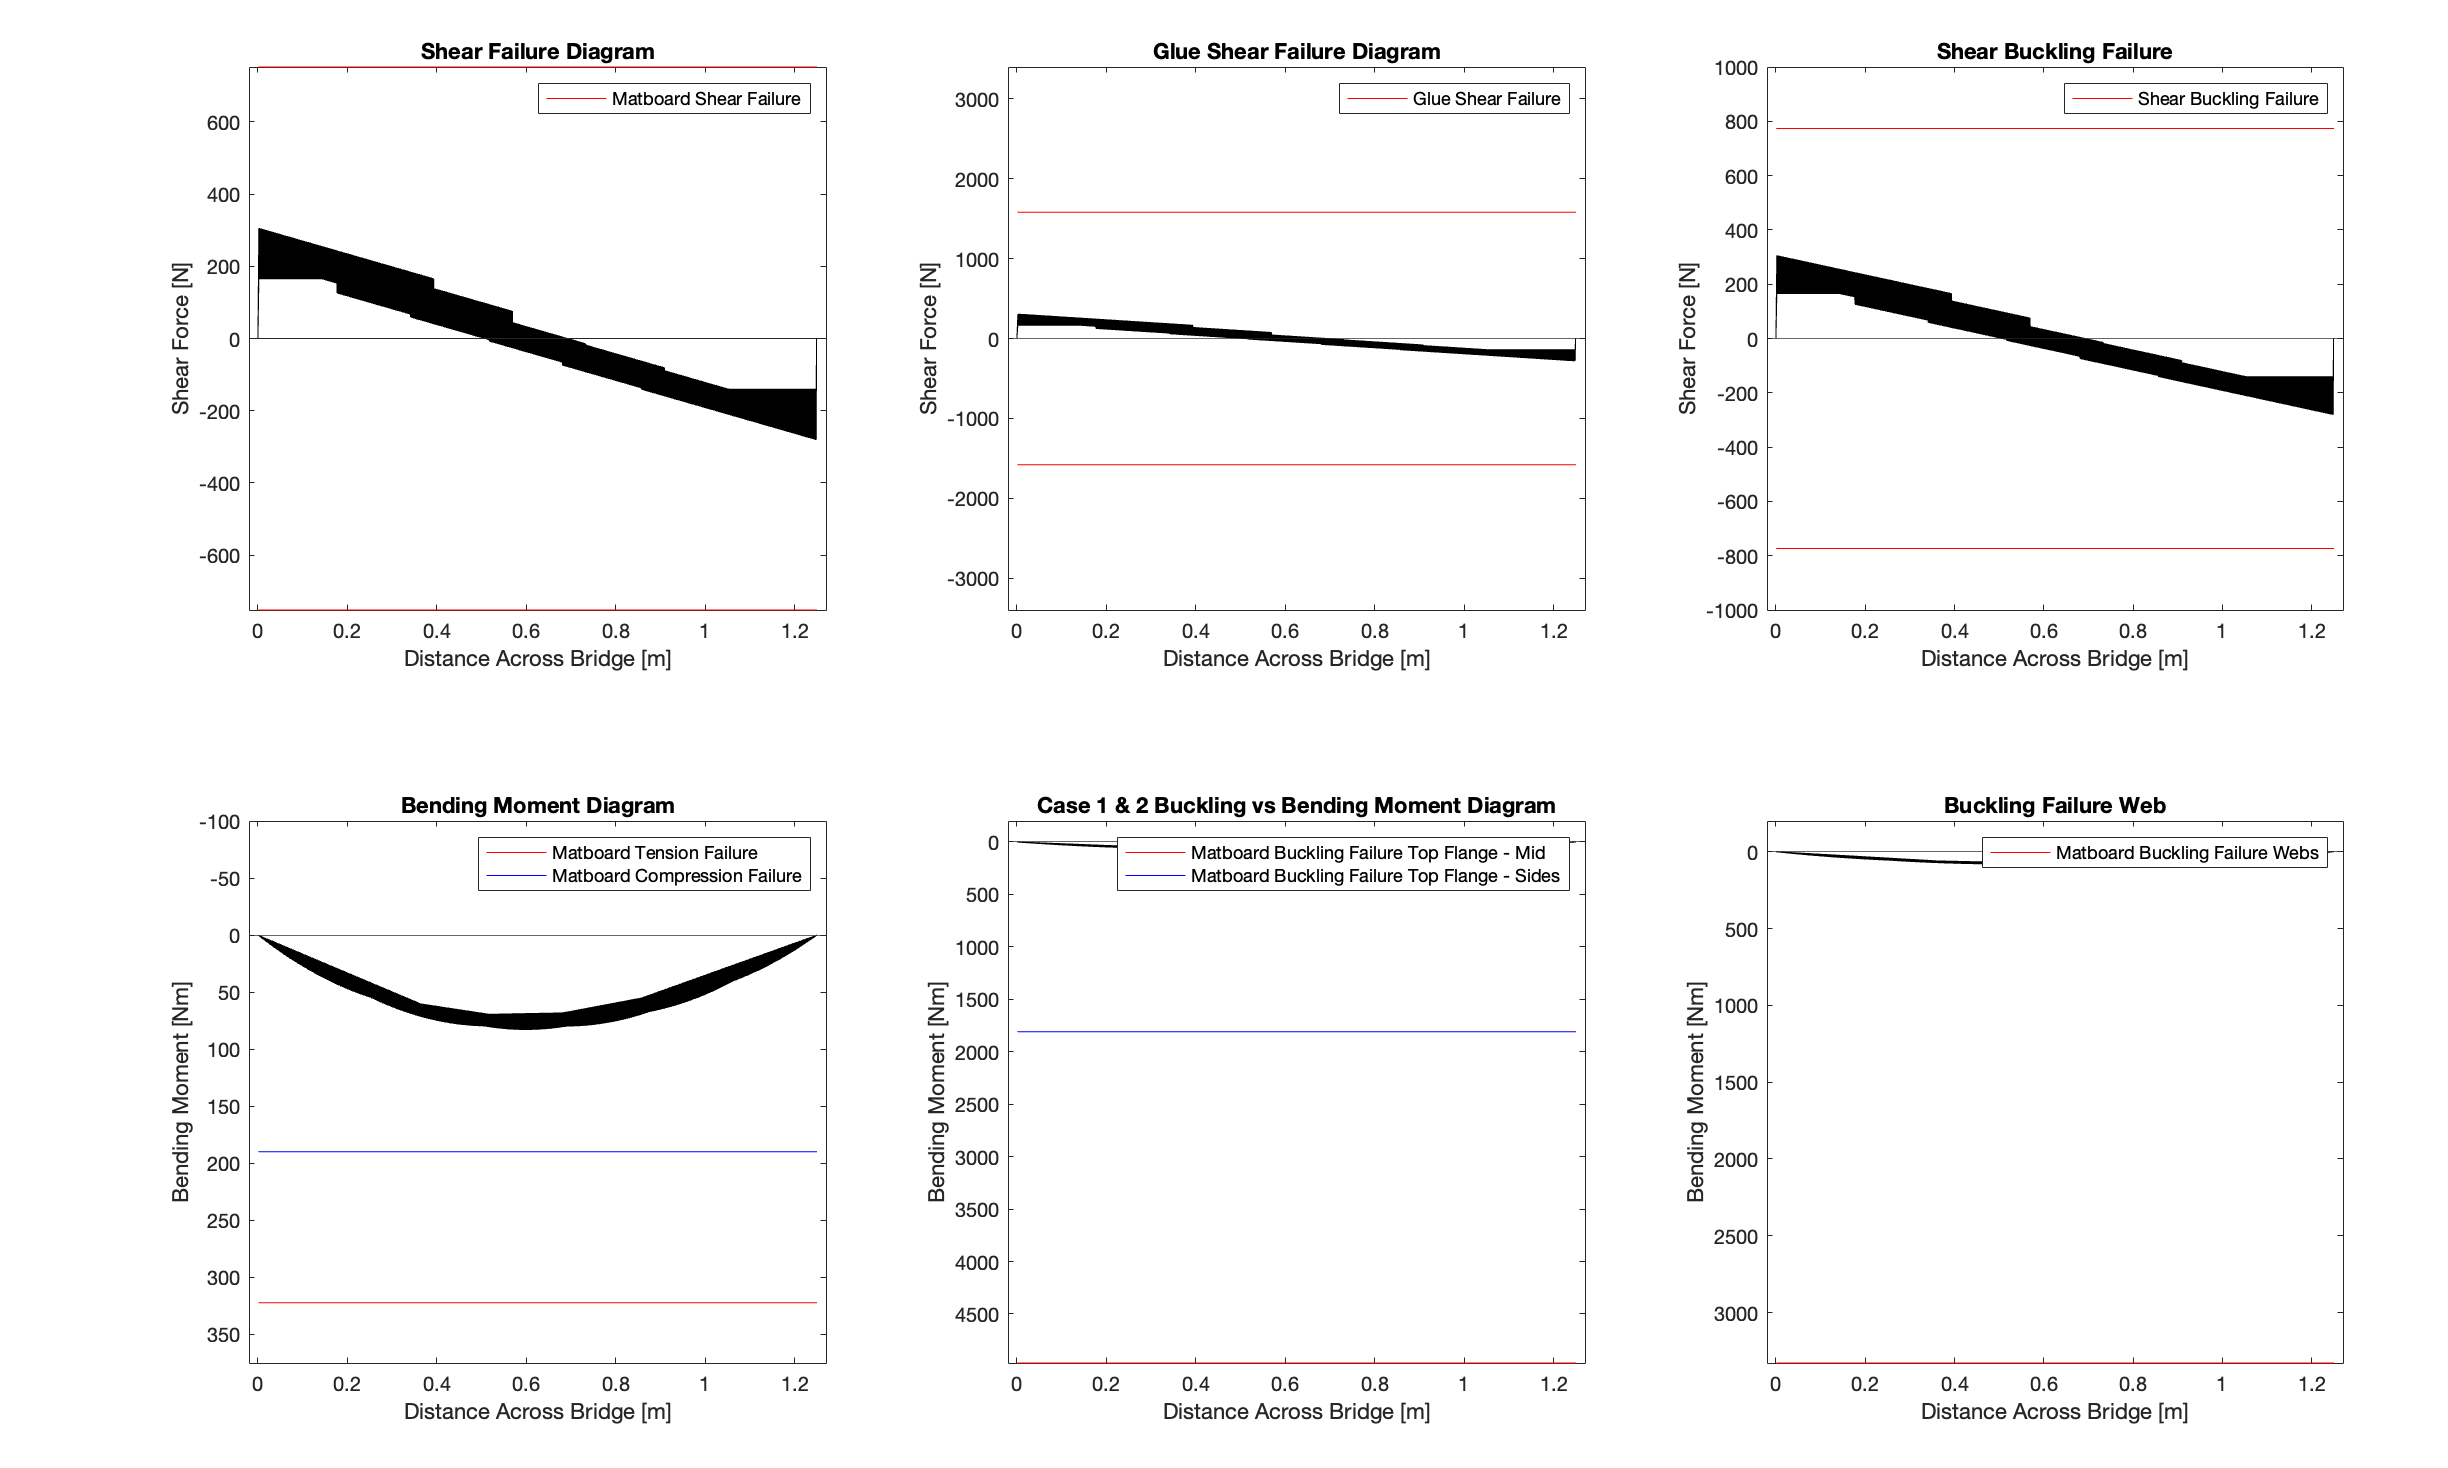 Shear Failure Diagram
Matboard Shear Failure
600
400
200
0
-200
-400
-600
Shear Force [N]
0 0.2 0.4 0.6 0.8 1 1.2
Distance Across Bridge [m]
Glue Shear Failure Diagram
Glue Shear Failure
3000
2000
1000
0
-1000
-2000
-3000
Shear Force [N]
0 0.2 0.4 0.6 0.8 1 1.2
Distance Across Bridge [m]
Shear Buckling Failure
Shear Buckling Failure
1000
800
600
400
200
0
-200
-400
-600
-800
-1000
Shear Force [N]
0 0.2 0.4 0.6 0.8 1 1.2
Distance Across Bridge [m]
Bending Moment Diagram
Matboard Tension Failure
Matboard Compression Failure
-100
-50
0
50
100
150
200
250
300
350
Bending Moment [Nm]
0 0.2 0.4 0.6 0.8 1 1.2
Distance Across Bridge [m]
Case 1 & 2 Buckling vs Bending Moment Diagram
Matboard Buckling Failure Top Flange - Mid
Matboard Buckling Failure Top Flange - Sides
0
500
1000
1500
2000
2500
3000
3500
4000
4500
Bending Moment [Nm]
0 0.2 0.4 0.6 0.8 1 1.2
Distance Across Bridge [m]
Buckling Failure Web
Matboard Buckling Failure Webs
0
500
1000
1500
2000
2500
3000
Bending Moment [Nm]
0 0.2 0.4 0.6 0.8 1 1.2
Distance Across Bridge [m]